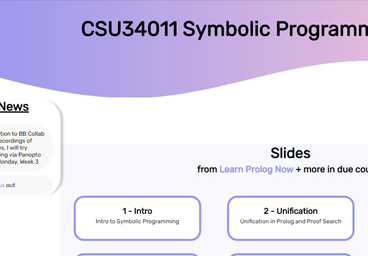 CSU34011 Symbolic Programm
News
tion to BB Collab
ecordings of
s. I will try
ing via Panopto
onday, Week 3
us out
Slides
from Learn Prolog Now + more in due cou
1 - Intro
Intro to Symbolic Programming
2 - Unification
Unification in Prolog and Proof Search